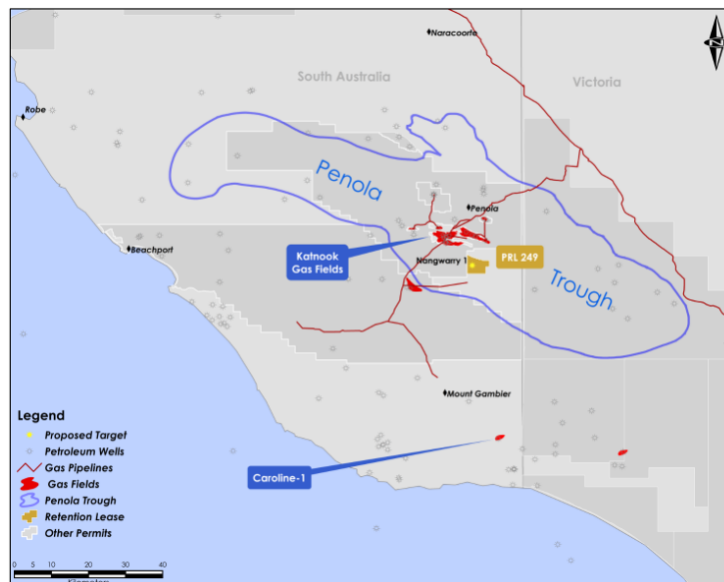 Naracoorte
N
South Australia
Victoria
Robe
Penola
Penola
Katnook
Gas Fields
Nangwarry 1
PRL 249
Beachport
Trough
Mount Gambier
Caroline-1
Legend
Proposed Target
Petroleum Wells
Gas Pipelines
Gas Fields
Penola Trough
Retention Lease
Other Permits
0 5 10 20 30 40
Kilometers